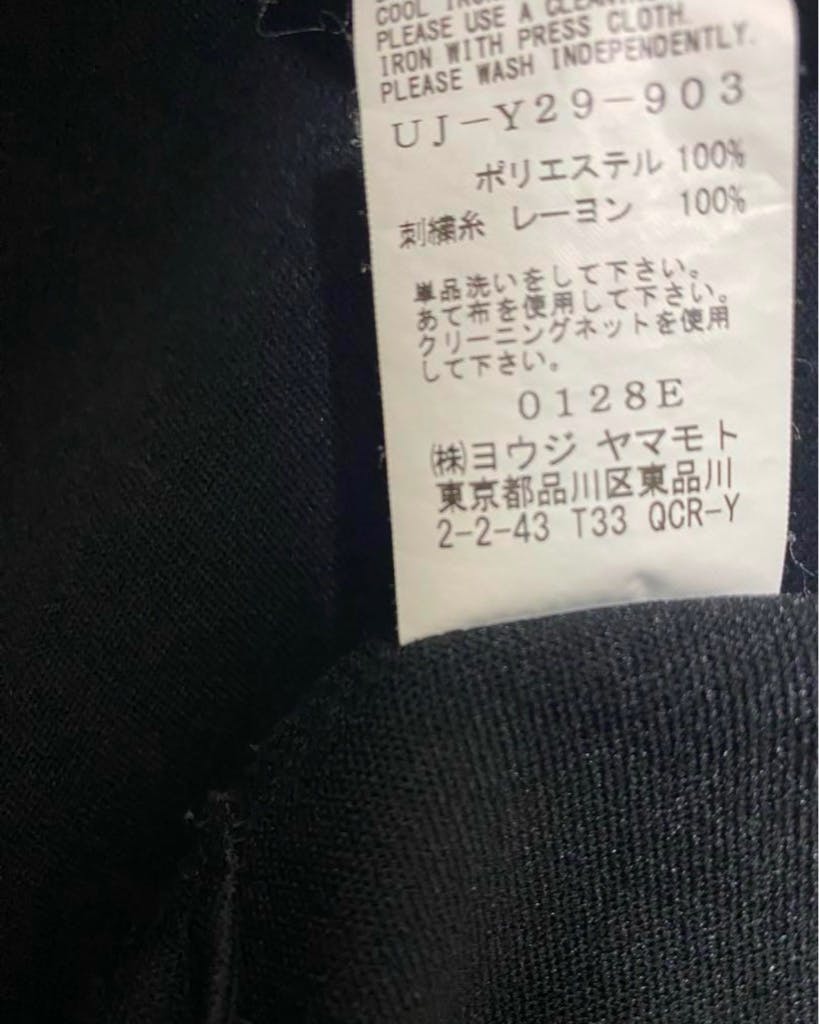 COOL
PLEASE USE A
IRON WITH PRESS CLOTH
PLEASE WASH INDEPENDENTLY.
UJ-Y29-903
ポリエステル 100%
刺繍糸 レーヨン 100%
単品洗いをして下さい。
あて布を使用して下さい。
クリーニングネットを使用
して下さい。
0128E
㈱ヨウジ ヤマモト
東京都品川区東品川
2-2-43 T33 QCR-Y